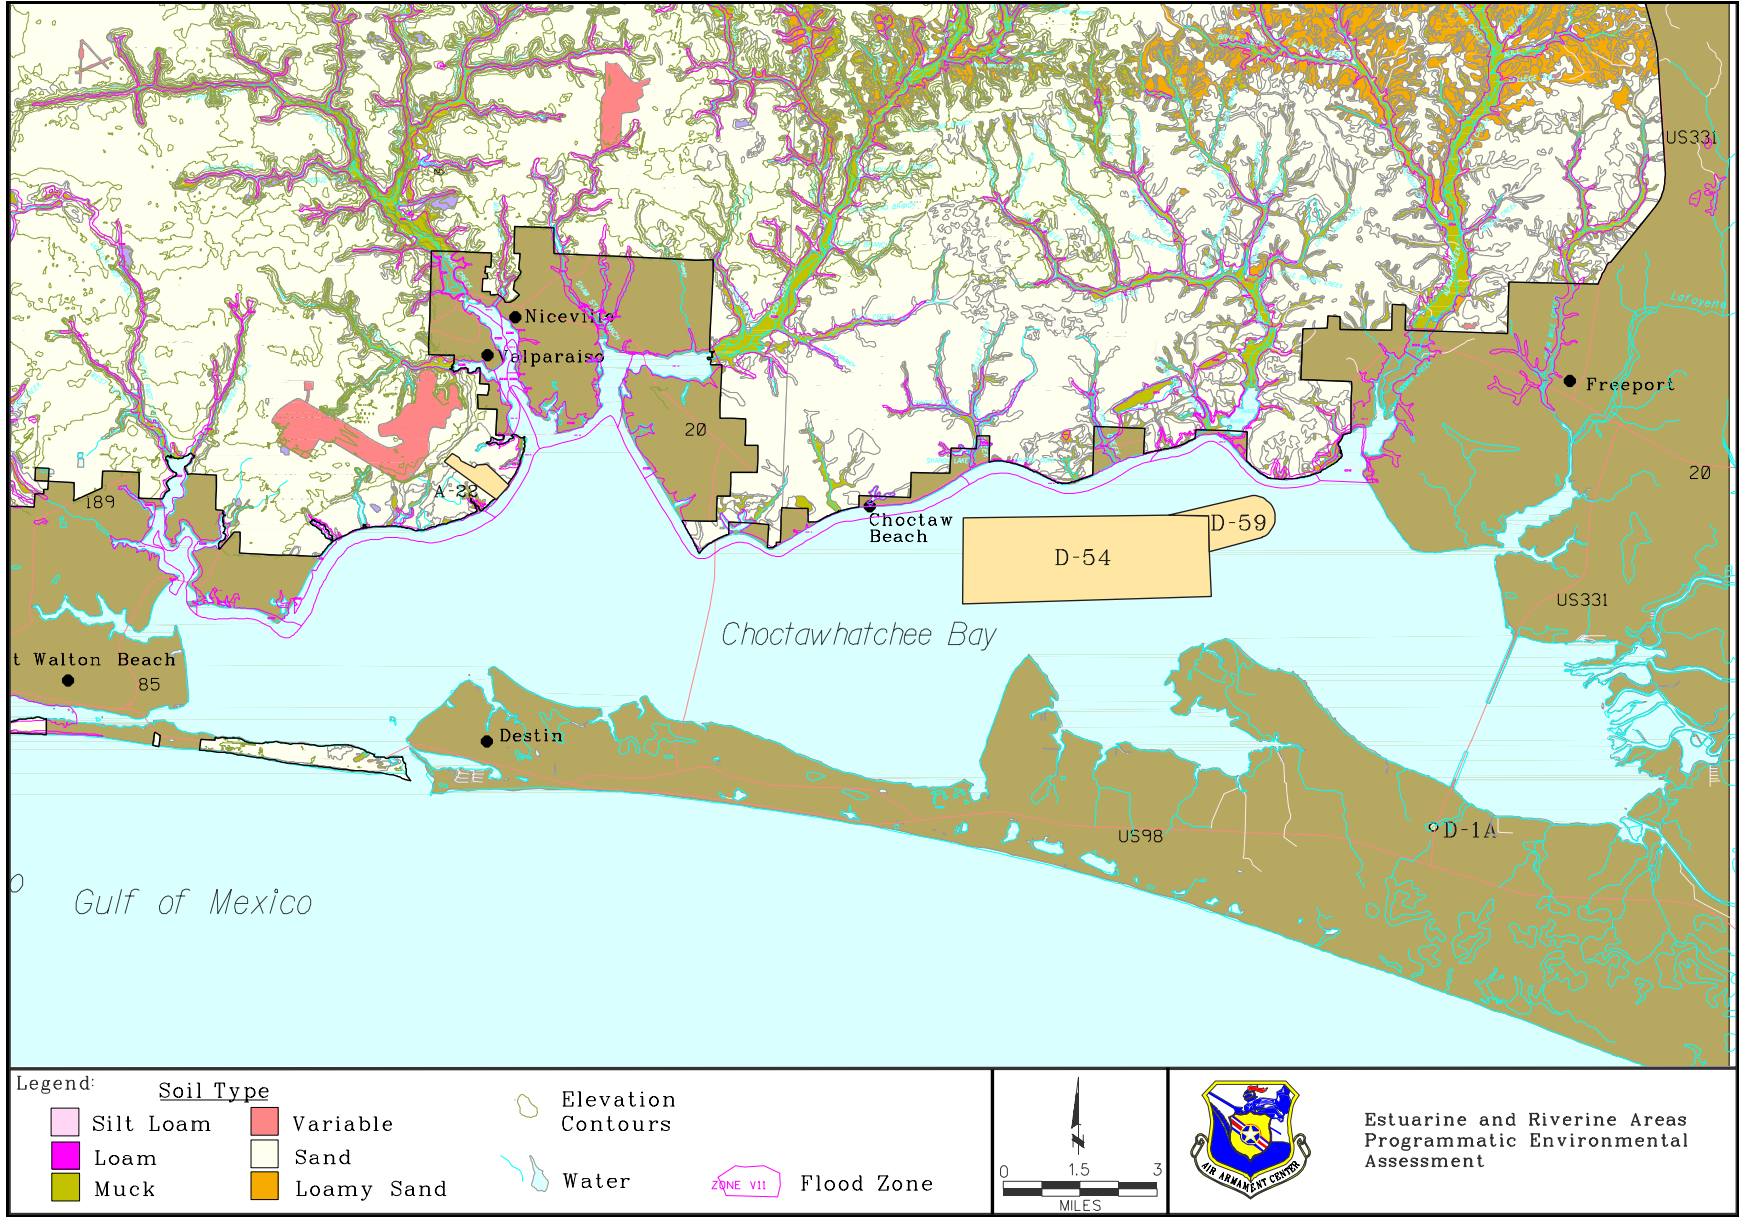 US331
Niceville
Valparaiso
Freeport
20
20
189
A-22
Choctaw
Beach
D-59
D-54
US331
Choctawhatchee Bay
t Walton Beach
85
Destin
US98
D-1A
O
Gulf of Mexico
Legend:
Soil Type
Silt Loam
Loam
Muck
Variable
Sand
Loamy Sand
Elevation
Contours
Water
ZONE V11
Flood Zone
0 1.5 3
MILES
AIR ARMAMENT CENTER
Estuarine and Riverine Areas
Programmatic Environmental
Assessment